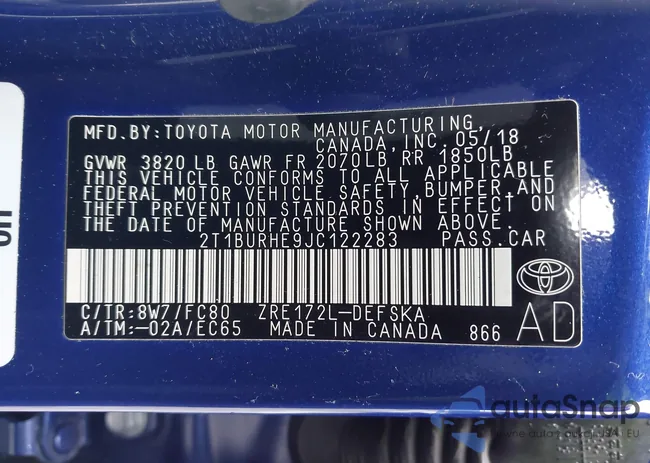 MFD.BY:TOYOTA MOTOR MANUFACTURING
CANADA,INC. 05/18
GVWR 3820 LB GAWR FR 2070LB RR 1850LB
THIS VEHICLE CONFORMS TO ALL APPLICABLE
FEDERAL MOTOR VEHICLE SAFETY,BUMPER,AND
THEFT PREVENTION STANDARDS IN EFFECT ON
THE DATE OF MANUFACTURE SHOWN ABOVE.
2T1BURHE9JC122283 PASS.CAR
C/TR:8W7/FC80 ZRE172L-DEFSKA
A/TM:-02A/EC65 MADE IN CANADA 866
AD
autoSnap